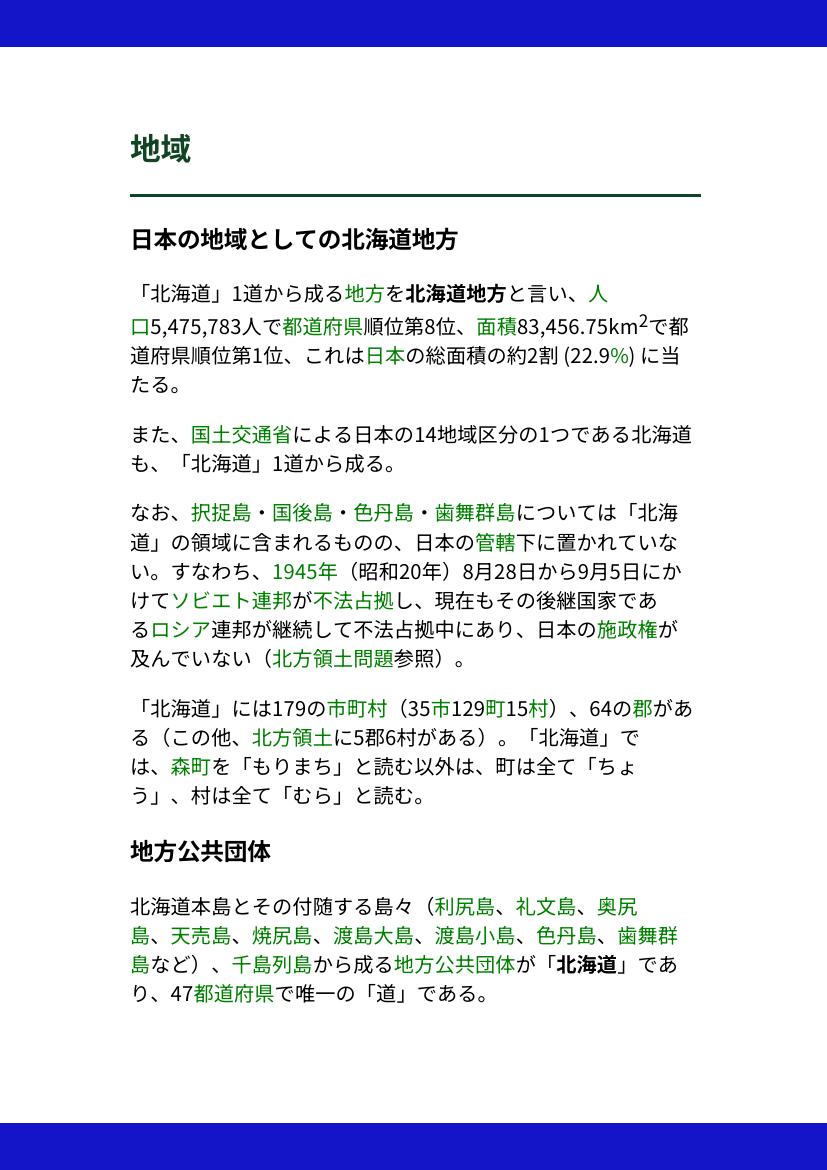 地域
日本の地域としての北海道地方
「北海道」1道から成る地方を北海道地方と言い、人
口5,475,783人で都道府県順位第8位、面積83,456.75km2で都
道府県順位第1位、これは日本の総面積の約2割 (22.9%) に当
たる。
また、国土交通省による日本の14地域区分の1つである北海道
も、「北海道」1道から成る。
なお、択捉島・国後島・色丹島・歯舞群島については「北海
道」の領域に含まれるものの、日本の管轄下に置かれていな
い。すなわち、1945年（昭和20年）8月28日から9月5日にか
けてソビエト連邦が不法占拠し、現在もその後継国家であ
るロシア連邦が継続して不法占拠中にあり、日本の施政権が
及んでいない（北方領土問題参照）。
「北海道」には179の市町村（35市129町15村）、64の郡があ
る（この他、北方領土に5郡6村がある）。「北海道」で
は、森町を「もりまち」と読む以外は、町は全て「ちょ
う」、村は全て「むら」と読む。
地方公共団体
北海道本島とその付随する島々（利尻島、礼文島、奥尻
島、天売島、焼尻島、渡島大島、渡島小島、色丹島、歯舞群
島など）、千島列島から成る地方公共団体が「北海道」であ
り、47都道府県で唯一の「道」である。